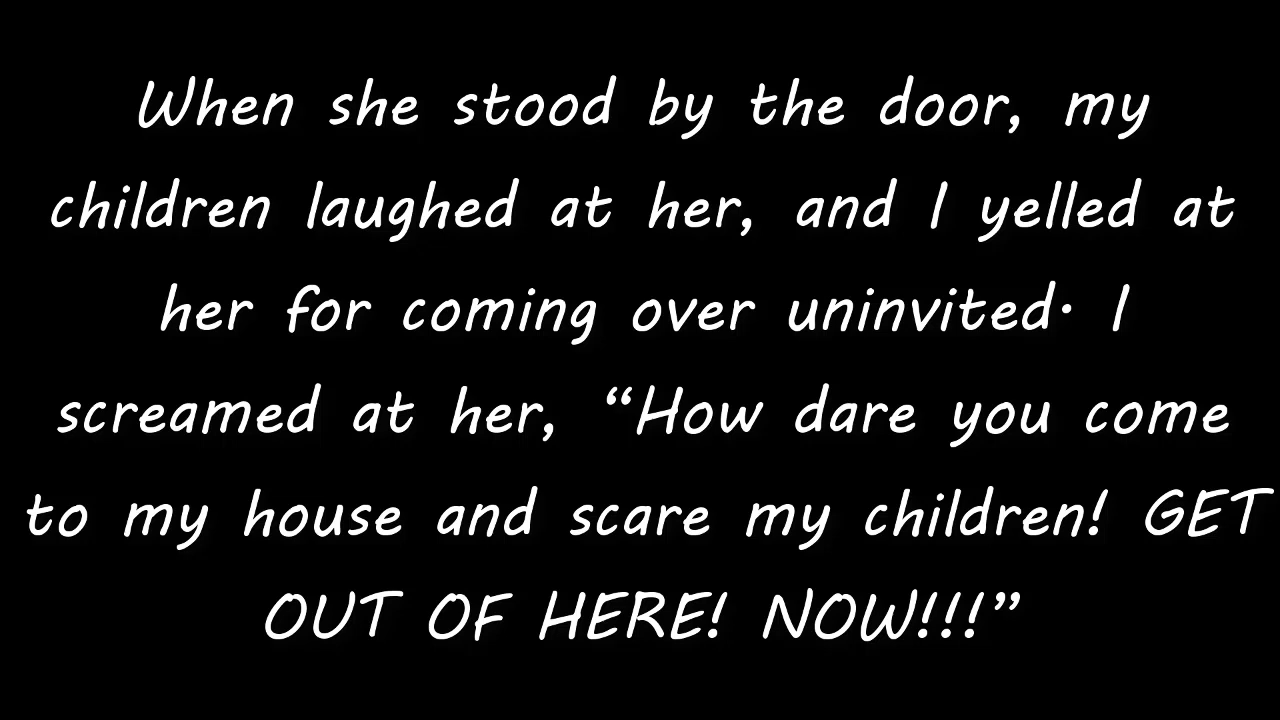 When she stood by the door, my
children laughed at her, and I yelled at
her for coming over uninvited. I
screamed at her, “How dare you come
to my house and scare my children! GET
OUT OF HERE! NOW!!!”